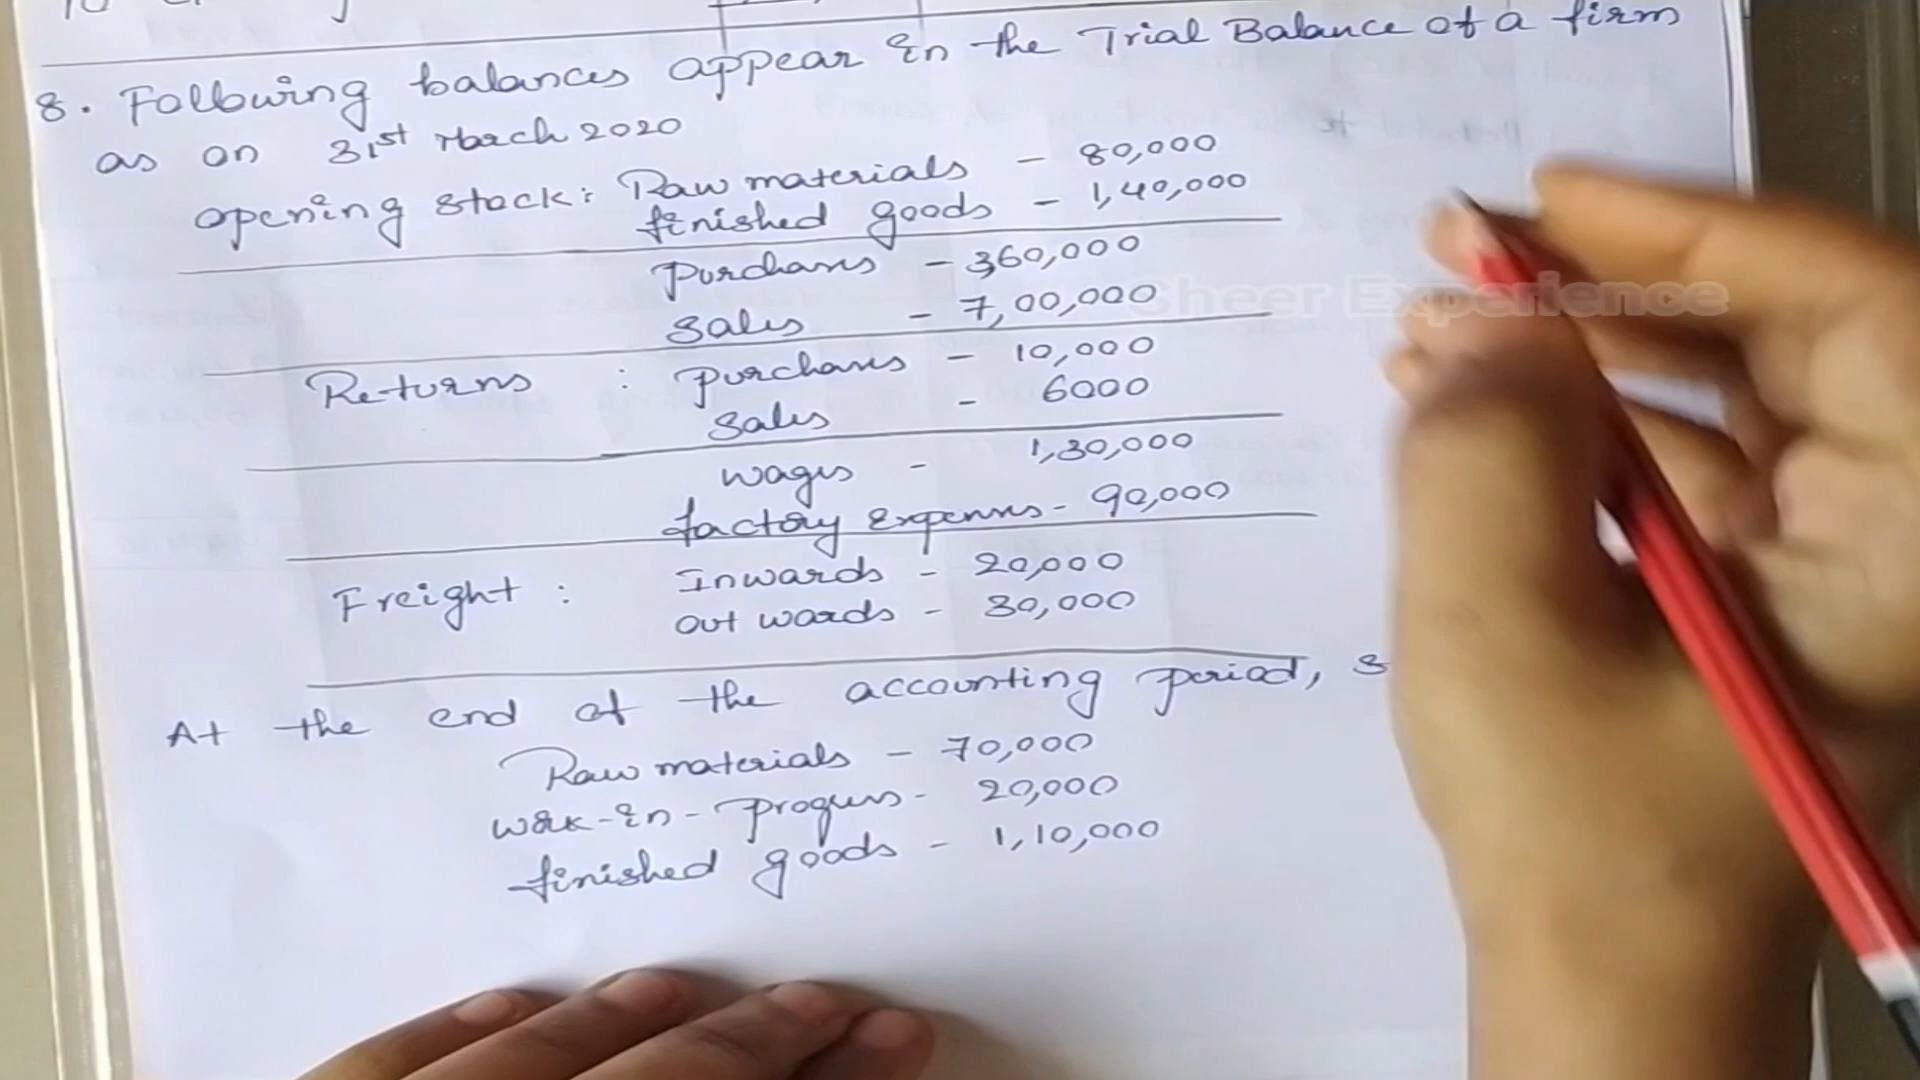 8. Following balances appear in the Trial Balance of a firm
as on 31st March 2020
opening stock: Raw materials - 80,000
finished goods - 1,40,000
purchases - 360,000
sales - 7,00,000
Returns : purchases - 10,000
sales - 6000
wages - 1,30,000
factory expenses - 90,000
Freight : Inwards - 20,000
out wards - 30,000
At the end of the accounting period, s
Raw materials - 70,000
work-in-progress - 20,000
finished goods - 1,10,000
Sheer Experience